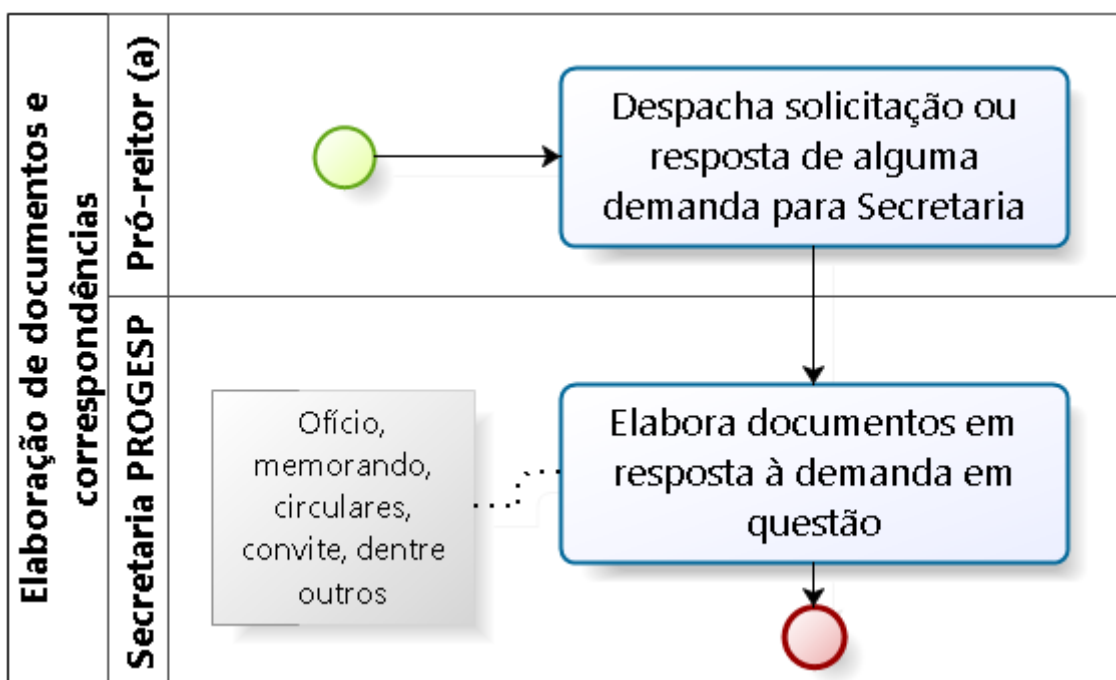 Elaboração de documentos e
correspondências
Pró-reitor (a)
Despacha solicitação ou
resposta de alguma
demanda para Secretaria
Secretaria PROGESP
Ofício,
memorando,
circulares,
convite, dentre
outros
Elabora documentos em
resposta à demanda em
questão